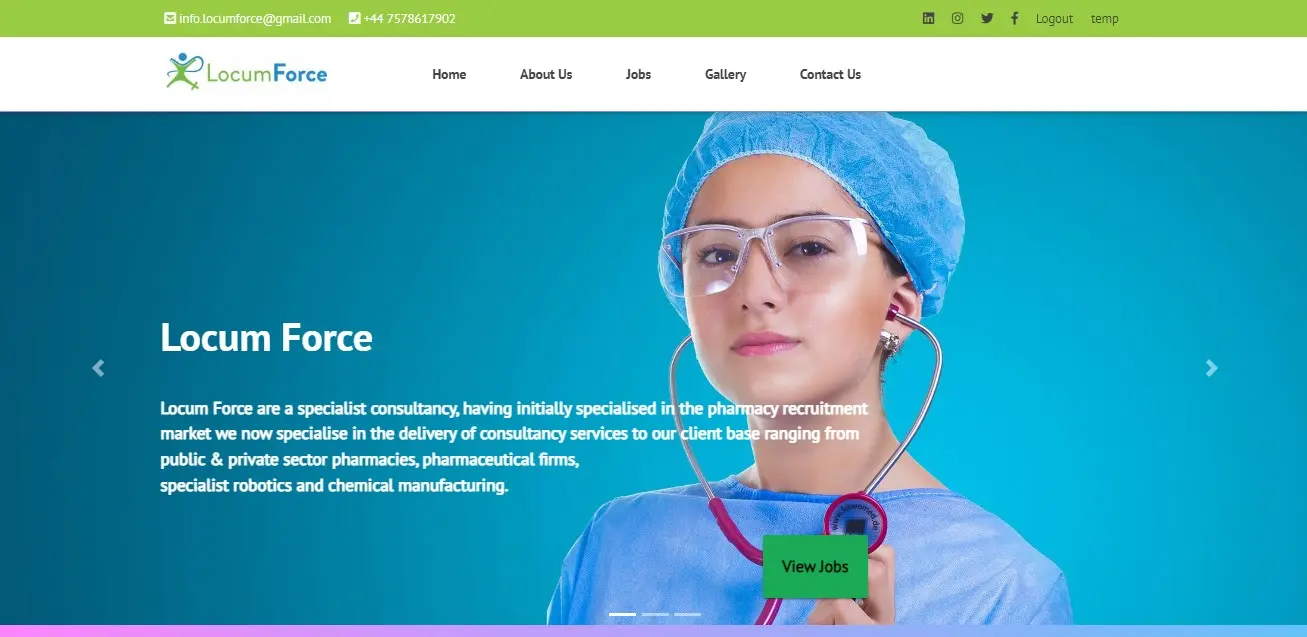 info.locumforce@gmail.com +44 7578617902 Logout temp
LocumForce Home About Us Jobs Gallery Contact Us
Locum Force
Locum Force are a specialist consultancy, having initially specialised in the pharmacy recruitment
market we now specialise in the delivery of consultancy services to our client base ranging from
public & private sector pharmacies, pharmaceutical firms,
specialist robotics and chemical manufacturing.
www.kawemed.de
View Jobs